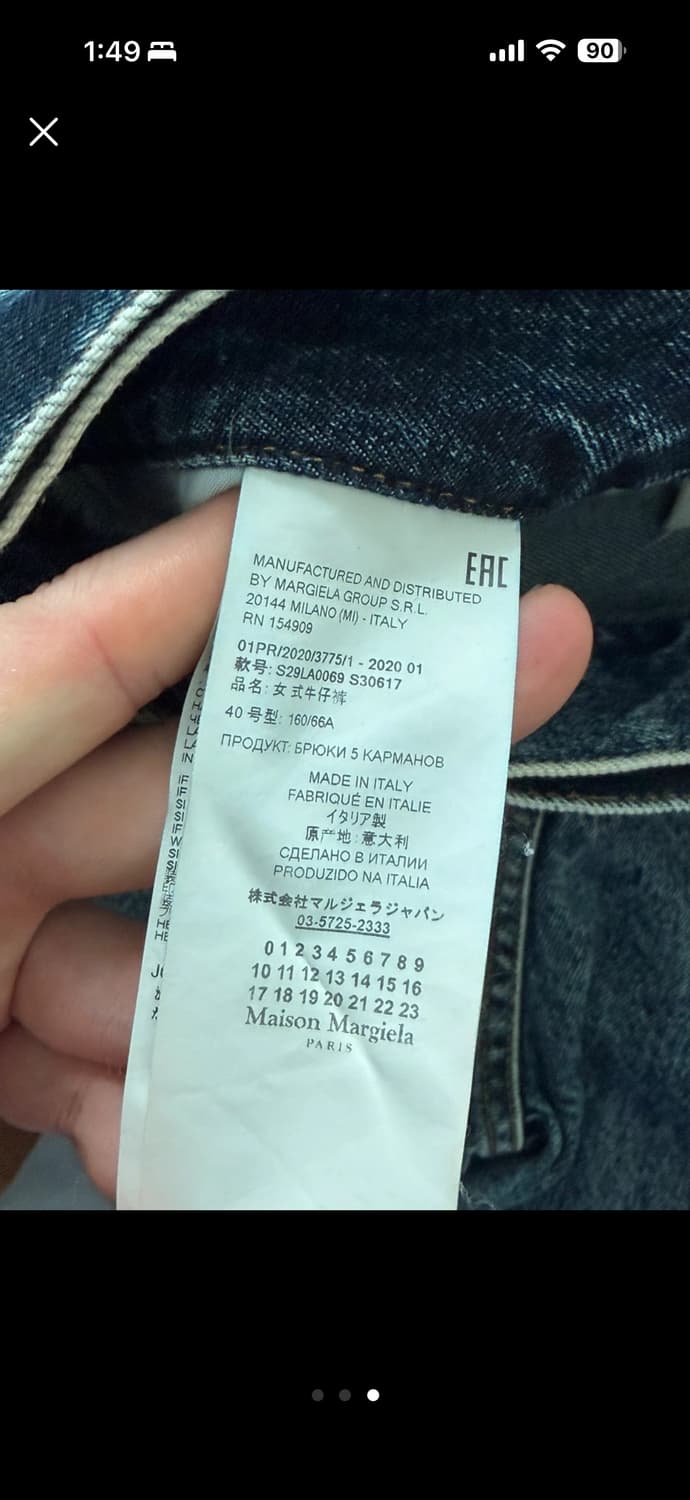 1:49
90
EAC
MANUFACTURED AND DISTRIBUTED
BY MARGIELA GROUP S.R.L.
20144 MILANO (MI) - ITALY
RN 154909
01PR/2020/3775/1 - 2020 01
款号: S29LA0069 S30617
品名: 女式牛仔裤
40 号型: 160/66A
ПРОДУКТ: БРЮКИ 5 КАРМАНОВ
MADE IN ITALY
FABRIQUÉ EN ITALIE
イタリア製
原产地: 意大利
СДЕЛАНО В ИТАЛИИ
PRODUZIDO NA ITALIA
株式会社マルジェラジャパン
03-5725-2333
0 1 2 3 4 5 6 7 8 9
10 11 12 13 14 15 16
17 18 19 20 21 22 23
Maison Margiela
PARIS